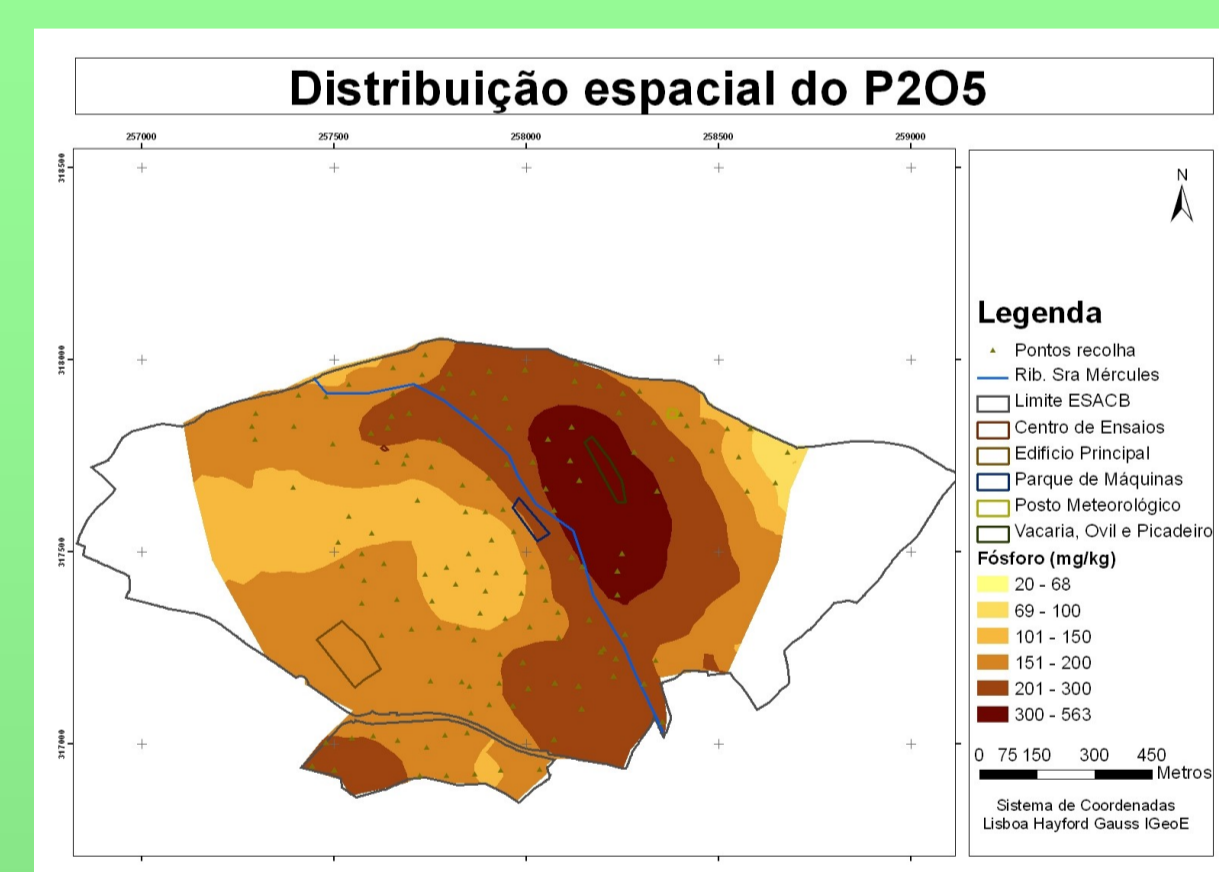 Distribuição espacial do P2O5
257000 257500 258000 258500 259000
318500
318000
317500
317000
N
Legenda
Pontos recolha
Rib. Sra Mércules
Limite ESACB
Centro de Ensaios
Edificio Principal
Parque de Máquinas
Posto Meteorológico
Vacaria, Ovil e Picadeiro
Fósforo (mg/kg)
20 - 68
69 - 100
101 - 150
151 - 200
201 - 300
300 - 563
0 75 150 300 450
Metros
Sistema de Coordenadas
Lisboa Hayford Gauss IGeoE